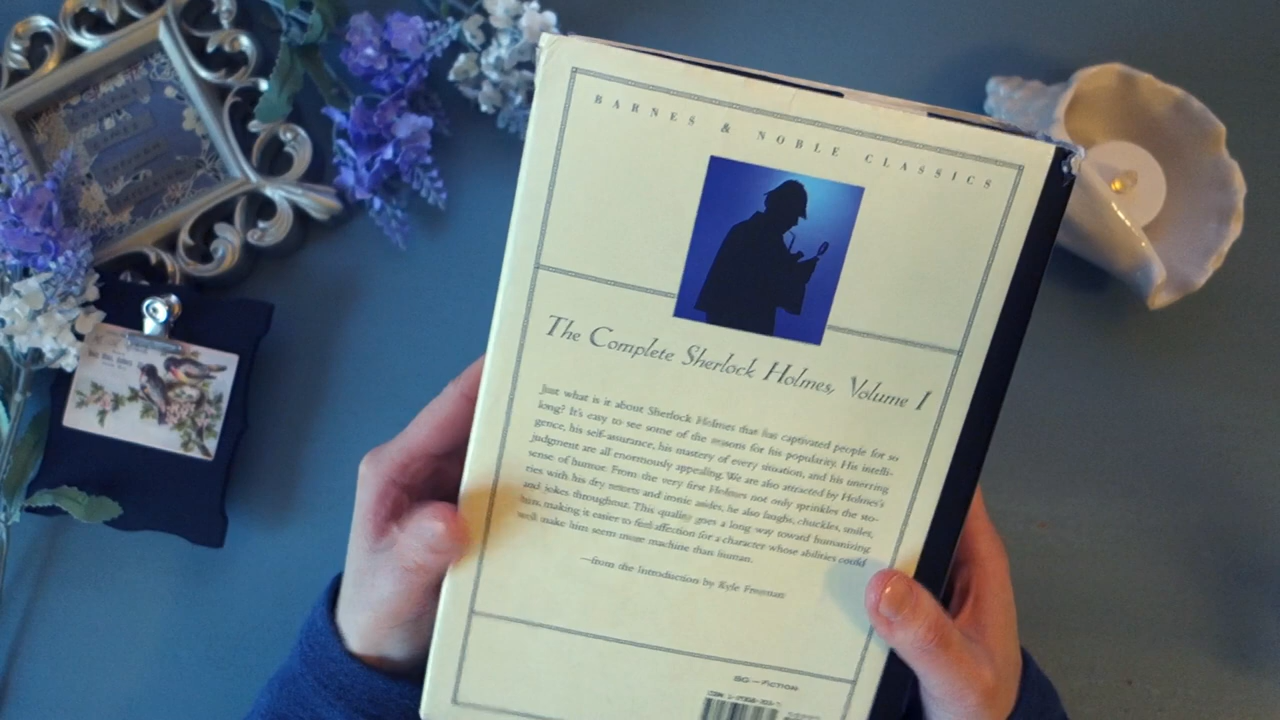 BARNES & NOBLE CLASSICS
The Complete Sherlock Holmes, Volume I
Just what is it about Sherlock Holmes that has captivated people for so
long? It's easy to see some of the reasons for his popularity. His intelli-
gence, his self-assurance, his mastery of every situation, and his unerring
judgment are all enormously appealing. We are also attracted by Holmes's
sense of humor. From the very first Holmes not only sprinkles the sto-
ries with his dry retorts and ironic asides, he also laughs, chuckles, smiles,
and jokes throughout. This quality goes a long way toward humanizing
him, making it easier to feel affection for a character whose abilities could
well make him seem more machine than human.
—from the Introduction by Kyle Freeman
BG—Fiction
ISBN